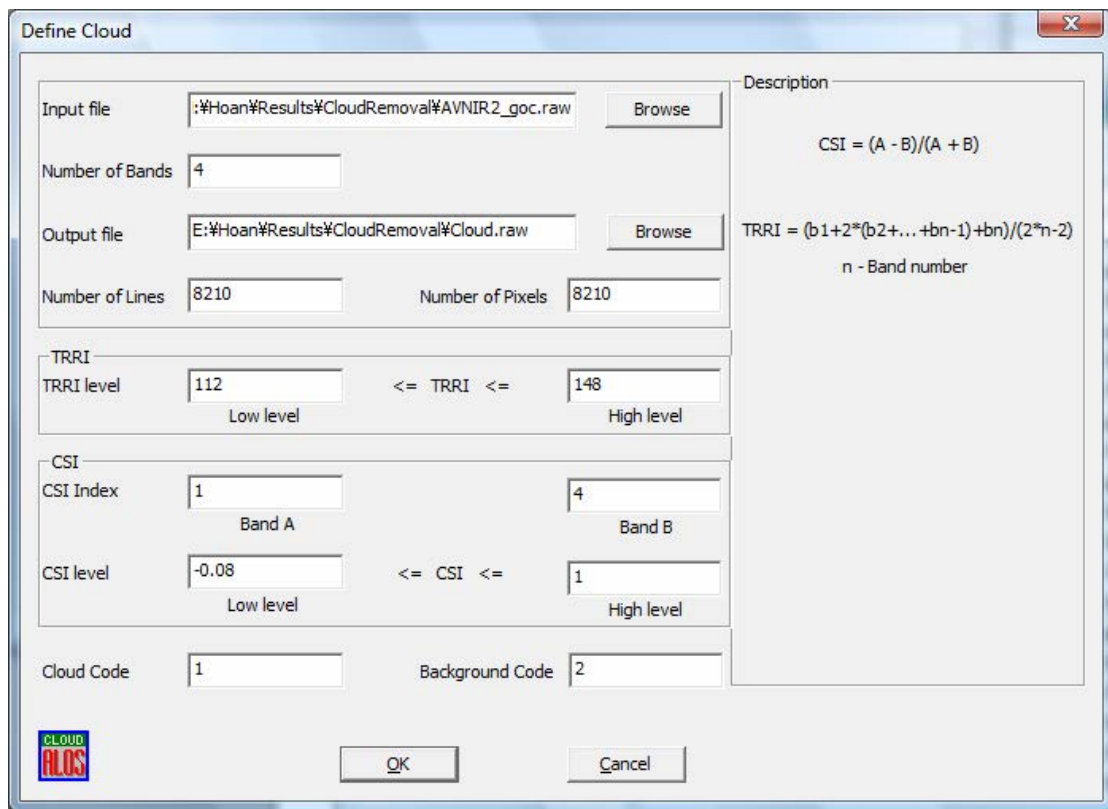 Define Cloud
Description
Input file :¥Hoan¥Results¥CloudRemoval¥AVNIR2_goc.raw Browse
CSI = (A - B)/(A + B)
Number of Bands 4
Output file E:¥Hoan¥Results¥CloudRemoval¥Cloud.raw Browse
TRRI = (b1+2*(b2+...+bn-1)+bn)/(2*n-2)
n - Band number
Number of Lines 8210 Number of Pixels 8210
TRRI
TRRI level 112 <= TRRI <= 148
Low level High level
CSI
CSI Index 1 4
Band A Band B
CSI level -0.08 <= CSI <= 1
Low level High level
Cloud Code 1 Background Code 2
CLOUD
ALOS
OK Cancel